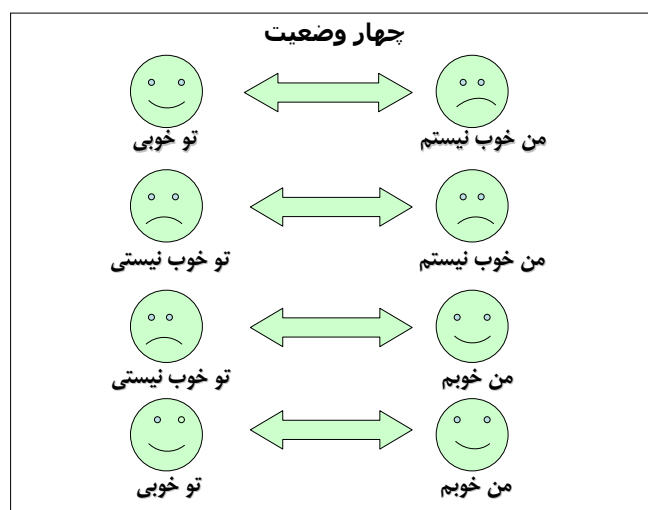 چهار وضعیت
من خوب نیستم
تو خوبی
من خوب نیستم
تو خوب نیستی
من خوبم
تو خوب نیستی
من خوبم
تو خوبی